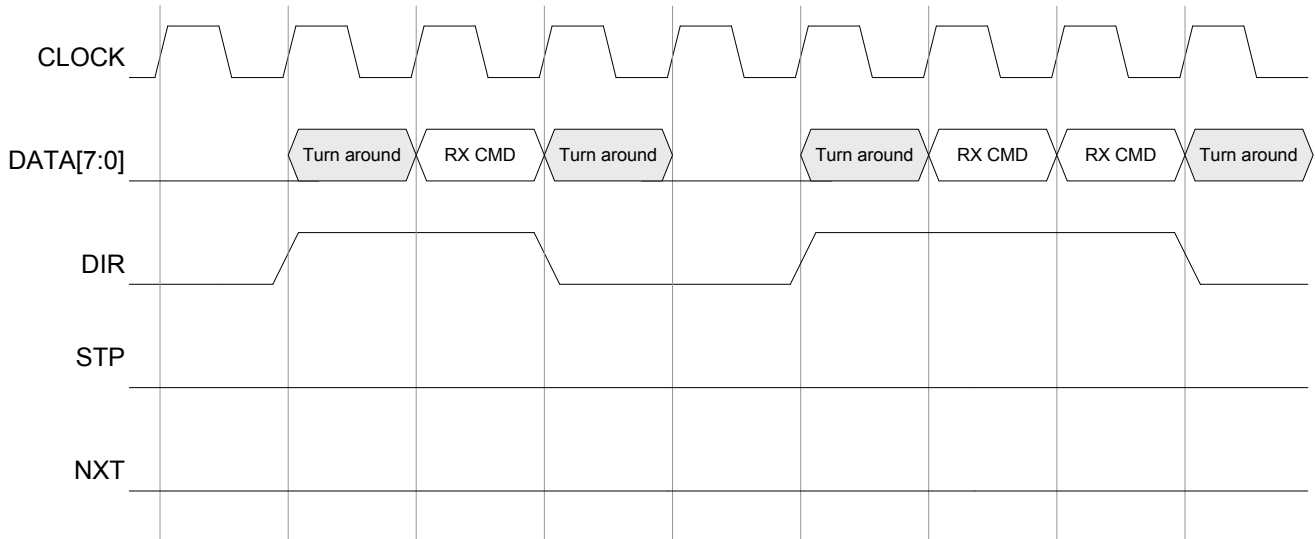 CLOCK
DATA[7:0]
Turn around
RX CMD
Turn around
Turn around
RX CMD
RX CMD
Turn around
DIR
STP
NXT